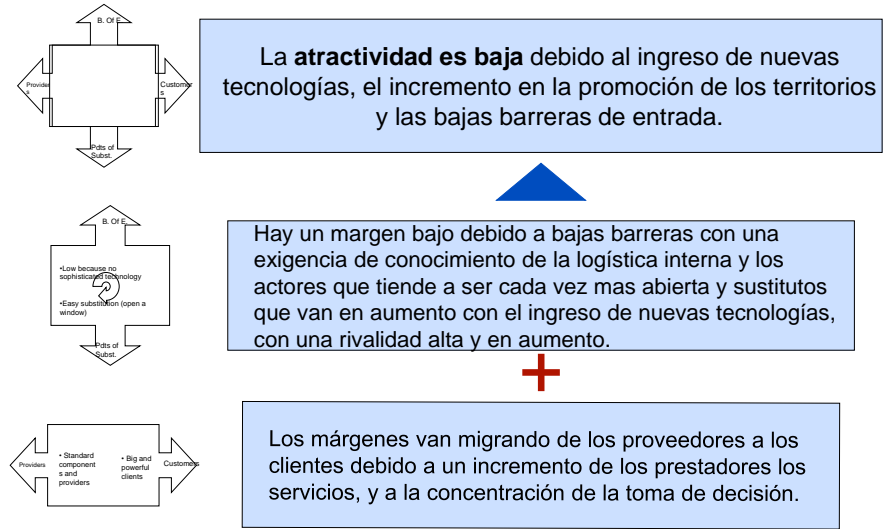 B. Of E.
Provider
s
Customer
s
Pdts of
Subst.
La atractividad es baja debido al ingreso de nuevas
tecnologías, el incremento en la promoción de los territorios
y las bajas barreras de entrada.
B. Of E.
•Low because no
sophisticated technology
•Easy substitution (open a
window)
Pdts of
Subst.
Hay un margen bajo debido a bajas barreras con una
exigencia de conocimiento de la logística interna y los
actores que tiende a ser cada vez mas abierta y sustitutos
que van en aumento con el ingreso de nuevas tecnologías,
con una rivalidad alta y en aumento.
Providers
• Standard
component
s and
providers
• Big and
powerful
clients
Customers
Los márgenes van migrando de los proveedores a los
clientes debido a un incremento de los prestadores los
servicios, y a la concentración de la toma de decisión.